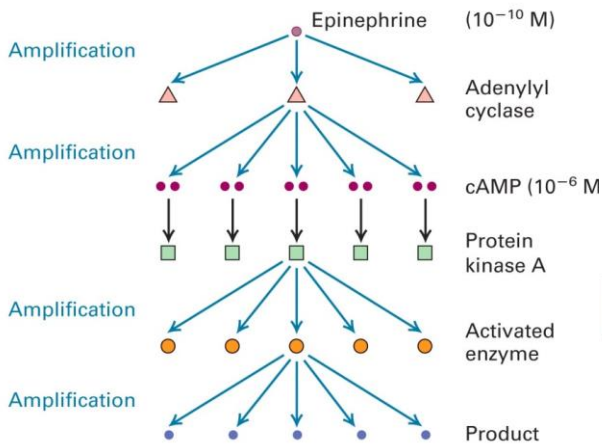 Epinephrine (10⁻¹⁰ M)
Amplification
Adenylyl
cyclase
Amplification
cAMP (10⁻⁶ M
Protein
kinase A
Amplification
Activated
enzyme
Amplification
Product